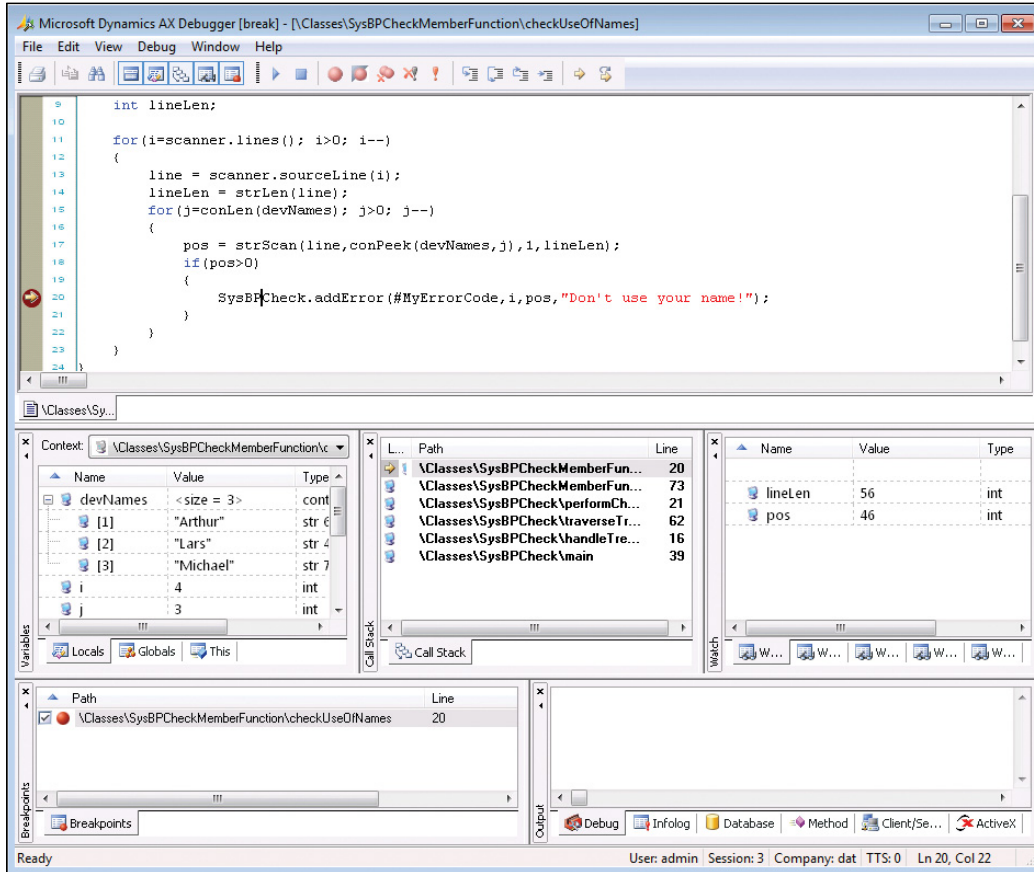 Microsoft Dynamics AX Debugger [break] - [\Classes\SysBPCheckMemberFunction\checkUseOfNames]
File Edit View Debug Window Help
9 int lineLen;
10
11 for(i=scanner.lines(); i>0; i--)
12 {
13 line = scanner.sourceLine(i);
14 lineLen = strLen(line);
15 for(j=conLen(devNames); j>0; j--)
16 {
17 pos = strScan(line,conPeek(devNames,j),1,lineLen);
18 if(pos>0)
19 {
20 SysBPCheck.addError(#MyErrorCode,i,pos,"Don't use your name!");
21 }
22 }
23 }
24 }
\Classes\Sy...
Variables
Context: \Classes\SysBPCheckMemberFunction\c
Name Value Type
devNames <size = 3> cont
[1] "Arthur" str 6
[2] "Lars" str 4
[3] "Michael" str 7
i 4 int
j 3 int
Locals Globals This
Call Stack
L... Path Line
\Classes\SysBPCheckMemberFun... 20
\Classes\SysBPCheckMemberFun... 73
\Classes\SysBPCheck\performCh... 21
\Classes\SysBPCheck\traverseTr... 62
\Classes\SysBPCheck\handleTre... 16
\Classes\SysBPCheck\main 39
Call Stack
Watch
Name Value Type
lineLen 56 int
pos 46 int
W... W... W... W... W...
Breakpoints
Path Line
\Classes\SysBPCheckMemberFunction\checkUseOfNames 20
Breakpoints
Output
Debug Infolog Database Method Client/Se... ActiveX
Ready User: admin Session: 3 Company: dat TTS: 0 Ln 20, Col 22